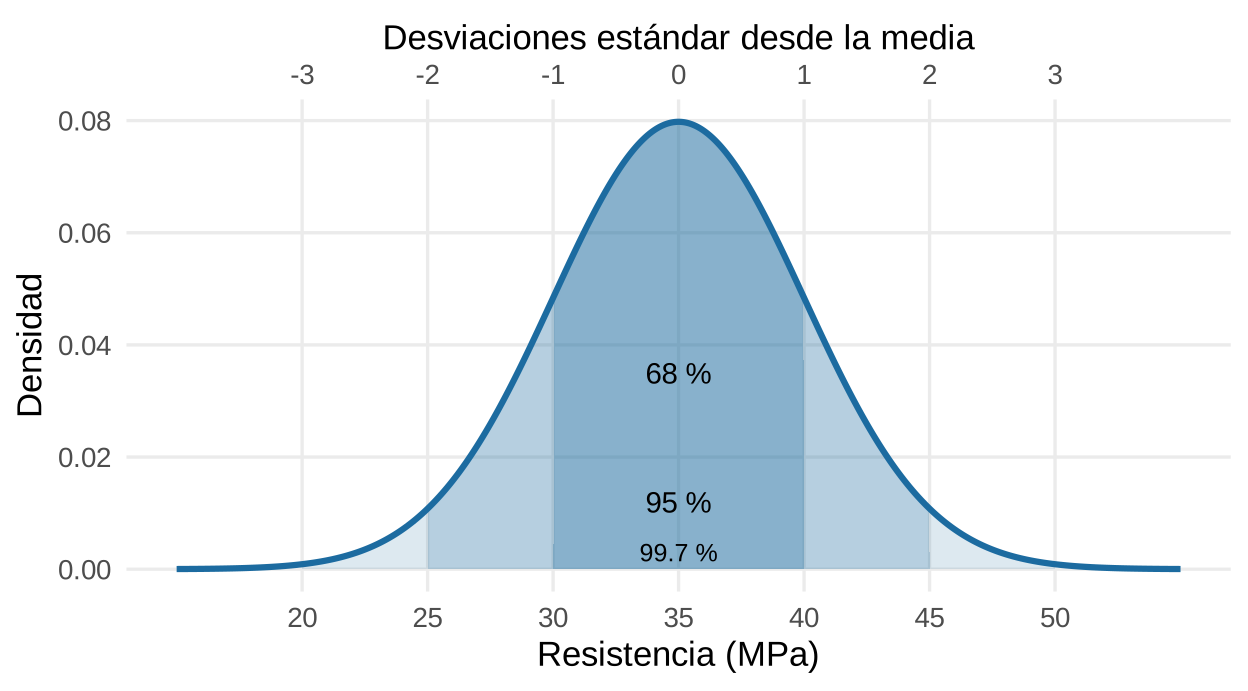 Desviaciones estándar desde la media
-3 -2 -1 0 1 2 3
0.08
0.06
0.04
0.02
0.00
Densidad
68 %
95 %
99.7 %
20 25 30 35 40 45 50
Resistencia (MPa)